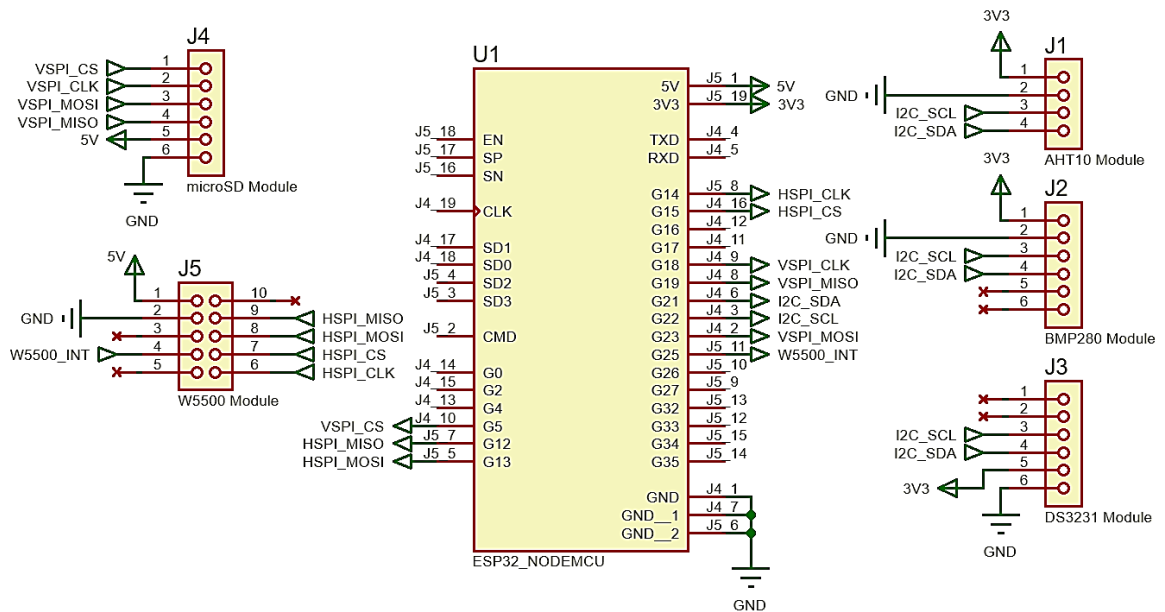 J4
VSPI_CS 1
VSPI_CLK 2
VSPI_MOSI 3
VSPI_MISO 4
5V 5
6
microSD Module
GND
5V
J5
1 10
GND 2 9 HSPI_MISO
3 8 HSPI_MOSI
W5500_INT 4 7 HSPI_CS
5 6 HSPI_CLK
W5500 Module
U1
J5_18 EN
J5_17 SP
J5_16 SN
J4_19 CLK
J4_17 SD1
J4_18 SD0
J5_4 SD2
J5_3 SD3
J5_2 CMD
J4_14 G0
J4_15 G2
J4_13 G4
VSPI_CS J4_10 G5
HSPI_MISO J5_7 G12
HSPI_MOSI J5_5 G13
5V J5_1 5V
3V3 J5_19 3V3
TXD J4_4
RXD J4_5
G14 J5_8 HSPI_CLK
G15 J4_16 HSPI_CS
G16 J4_12
G17 J4_11
G18 J4_9 VSPI_CLK
G19 J4_8 VSPI_MISO
G21 J4_6 I2C_SDA
G22 J4_3 I2C_SCL
G23 J4_2 VSPI_MOSI
G25 J5_11 W5500_INT
G26 J5_10
G27 J5_9
G32 J5_13
G33 J5_12
G34 J5_15
G35 J5_14
GND J4_1
GND__1 J4_7
GND__2 J5_6
ESP32_NODEMCU
GND
3V3
J1
1
GND 2
I2C_SCL 3
I2C_SDA 4
AHT10 Module
3V3
J2
1
GND 2
I2C_SCL 3
I2C_SDA 4
5
6
BMP280 Module
J3
1
2
I2C_SCL 3
I2C_SDA 4
5
3V3 6
DS3231 Module
GND